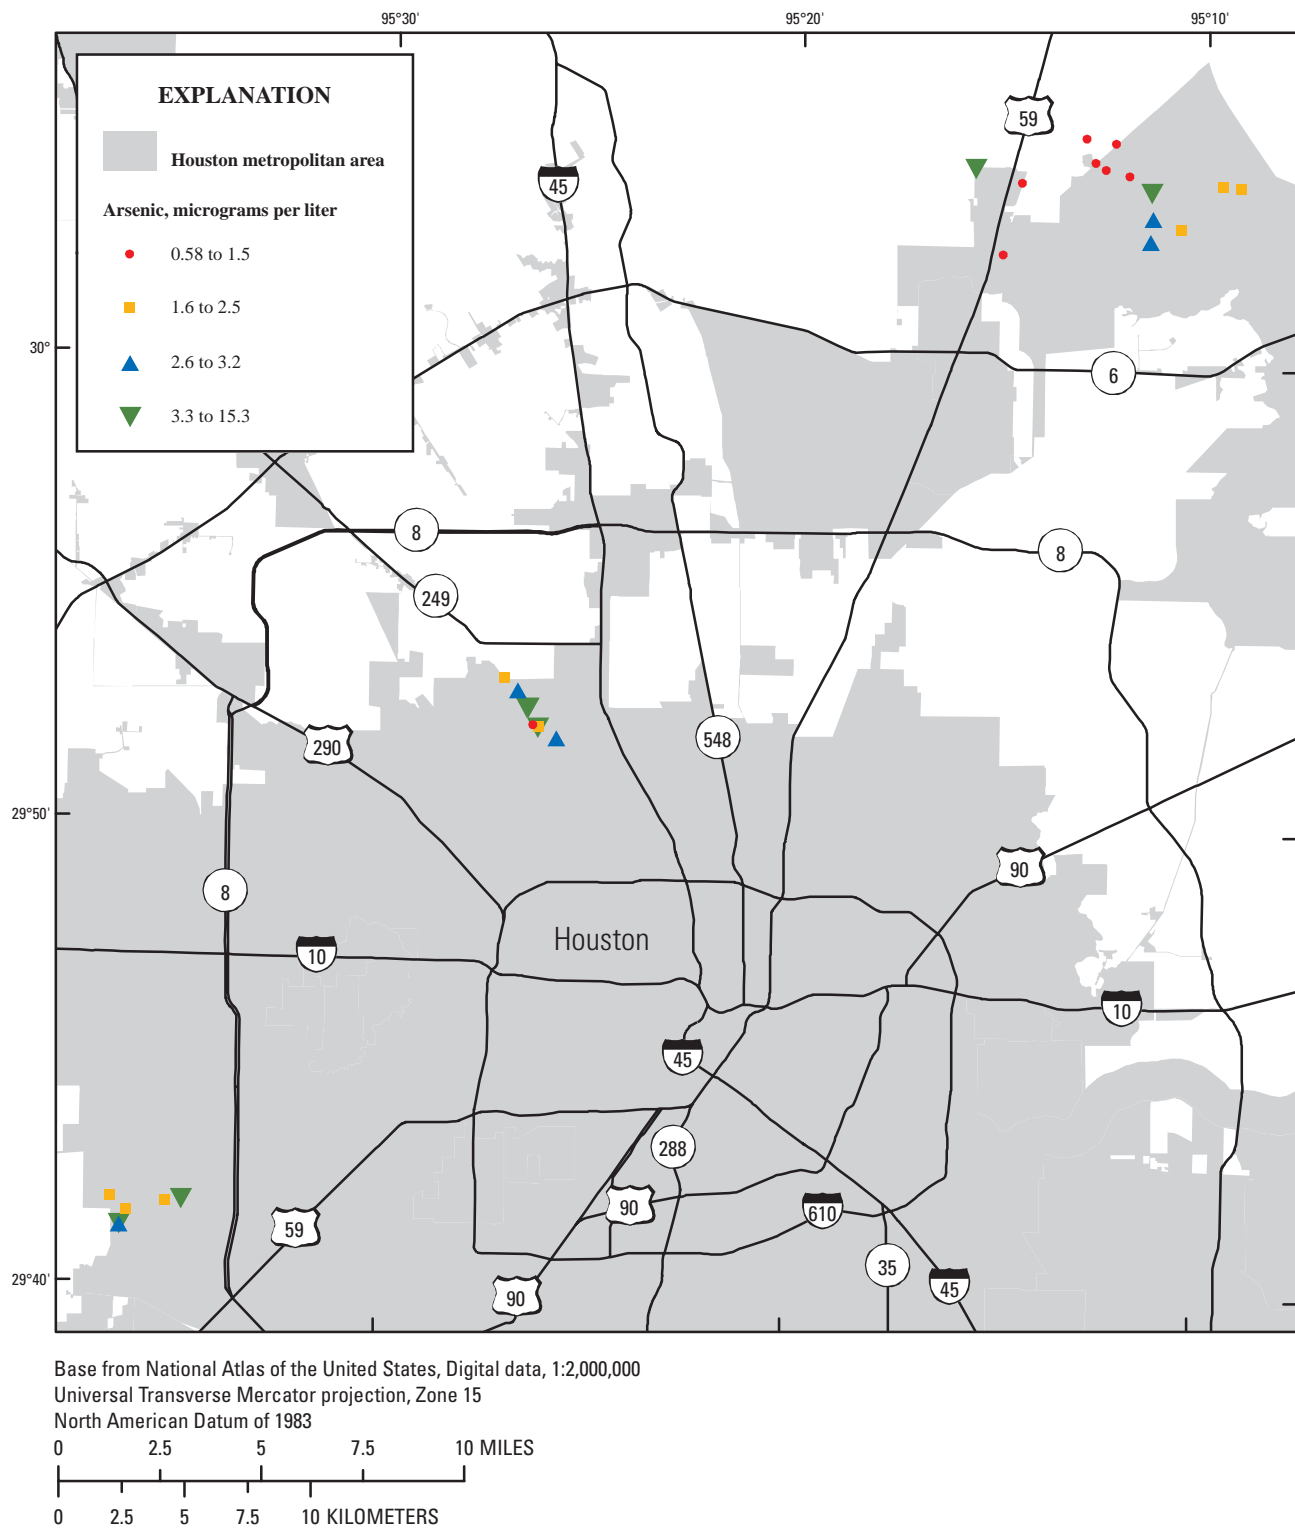 95°30'
95°20'
95°10'
EXPLANATION
Houston metropolitan area
Arsenic, micrograms per liter
0.58 to 1.5
1.6 to 2.5
2.6 to 3.2
3.3 to 15.3
59
45
30°
6
8
8
249
290
548
29°50'
90
8
Houston
10
10
45
288
90
610
59
35
29°40'
45
90
Base from National Atlas of the United States, Digital data, 1:2,000,000
Universal Transverse Mercator projection, Zone 15
North American Datum of 1983
0 2.5 5 7.5 10 MILES
0 2.5 5 7.5 10 KILOMETERS